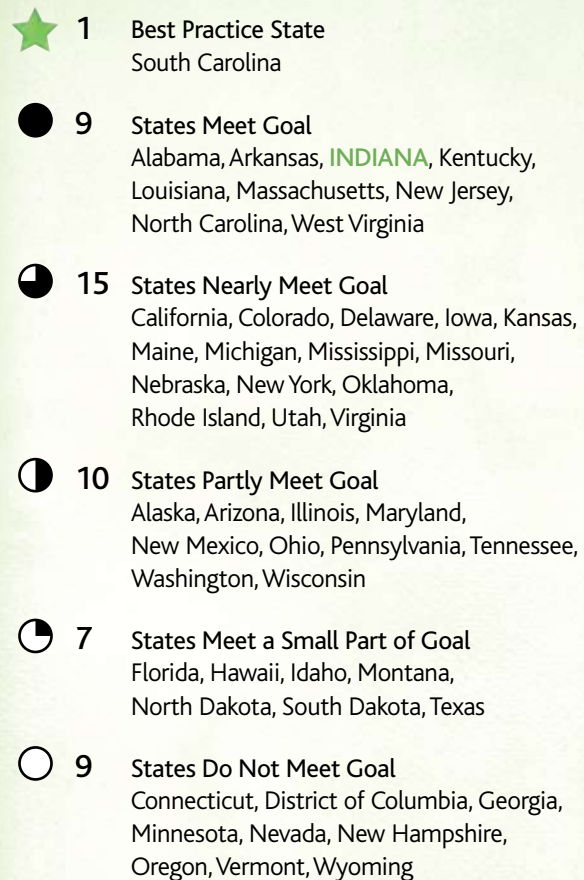 1 Best Practice State
South Carolina
9 States Meet Goal
Alabama, Arkansas, INDIANA, Kentucky,
Louisiana, Massachusetts, New Jersey,
North Carolina, West Virginia
15 States Nearly Meet Goal
California, Colorado, Delaware, Iowa, Kansas,
Maine, Michigan, Mississippi, Missouri,
Nebraska, New York, Oklahoma,
Rhode Island, Utah, Virginia
10 States Partly Meet Goal
Alaska, Arizona, Illinois, Maryland,
New Mexico, Ohio, Pennsylvania, Tennessee,
Washington, Wisconsin
7 States Meet a Small Part of Goal
Florida, Hawaii, Idaho, Montana,
North Dakota, South Dakota, Texas
9 States Do Not Meet Goal
Connecticut, District of Columbia, Georgia,
Minnesota, Nevada, New Hampshire,
Oregon, Vermont, Wyoming